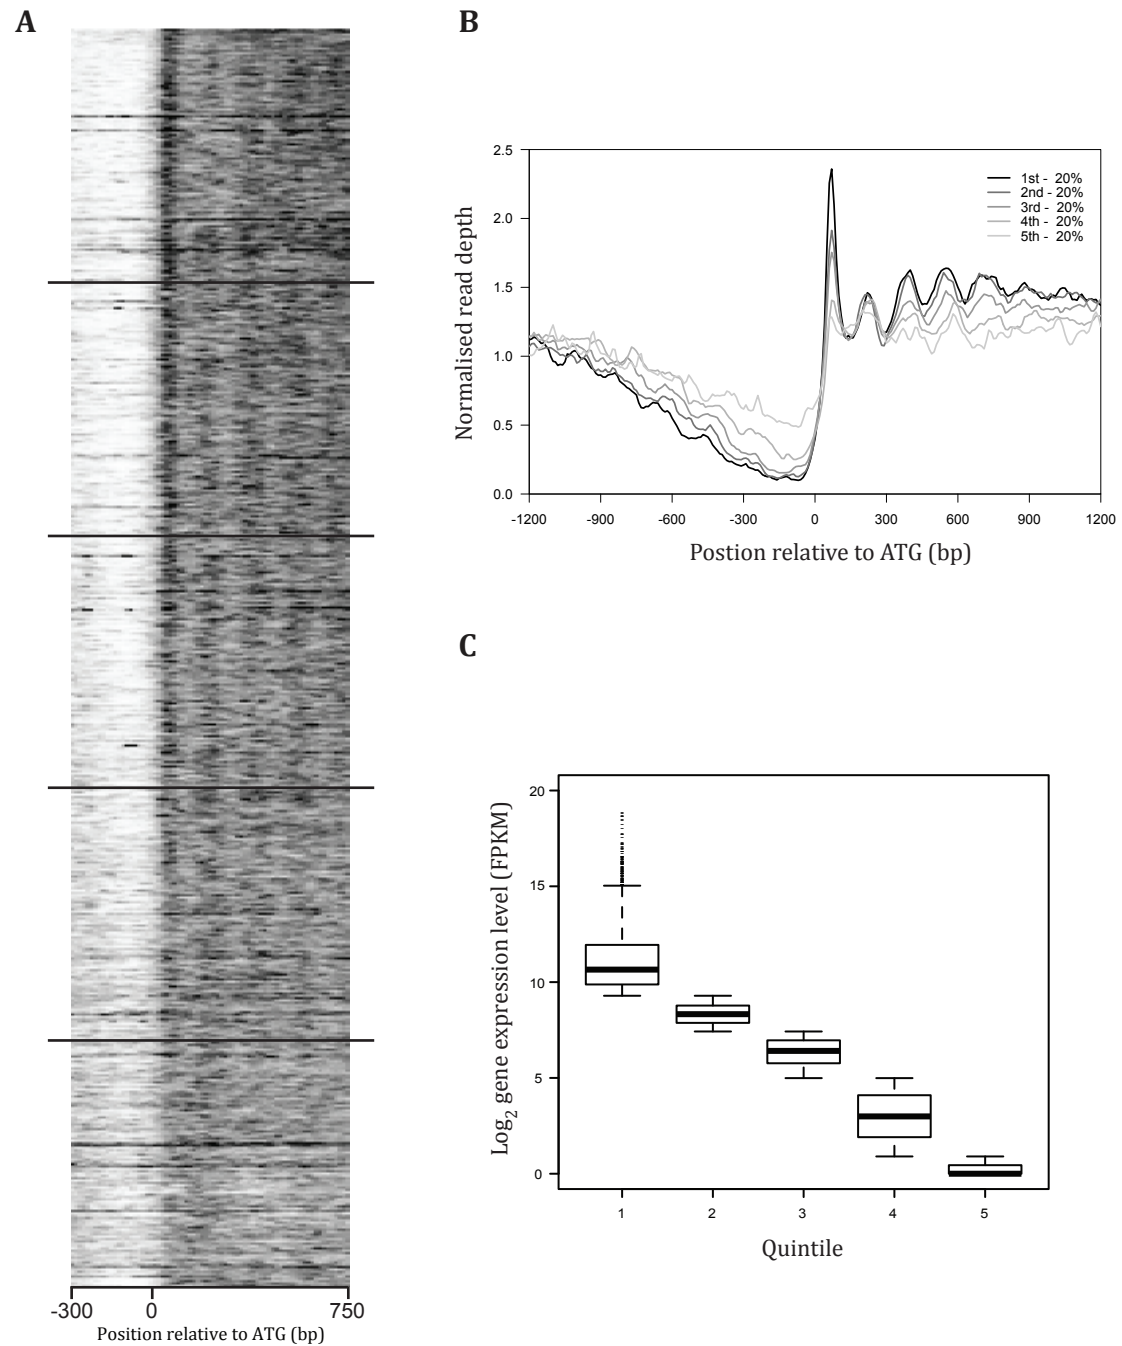 A
-300 0 750
Position relative to ATG (bp)
B
Normalised read depth
2.5
2.0
1.5
1.0
0.5
0.0
1st - 20%
2nd - 20%
3rd - 20%
4th - 20%
5th - 20%
-1200 -900 -600 -300 0 300 600 900 1200
Postion relative to ATG (bp)
C
Log2 gene expression level (FPKM)
20
15
10
5
0
1 2 3 4 5
Quintile